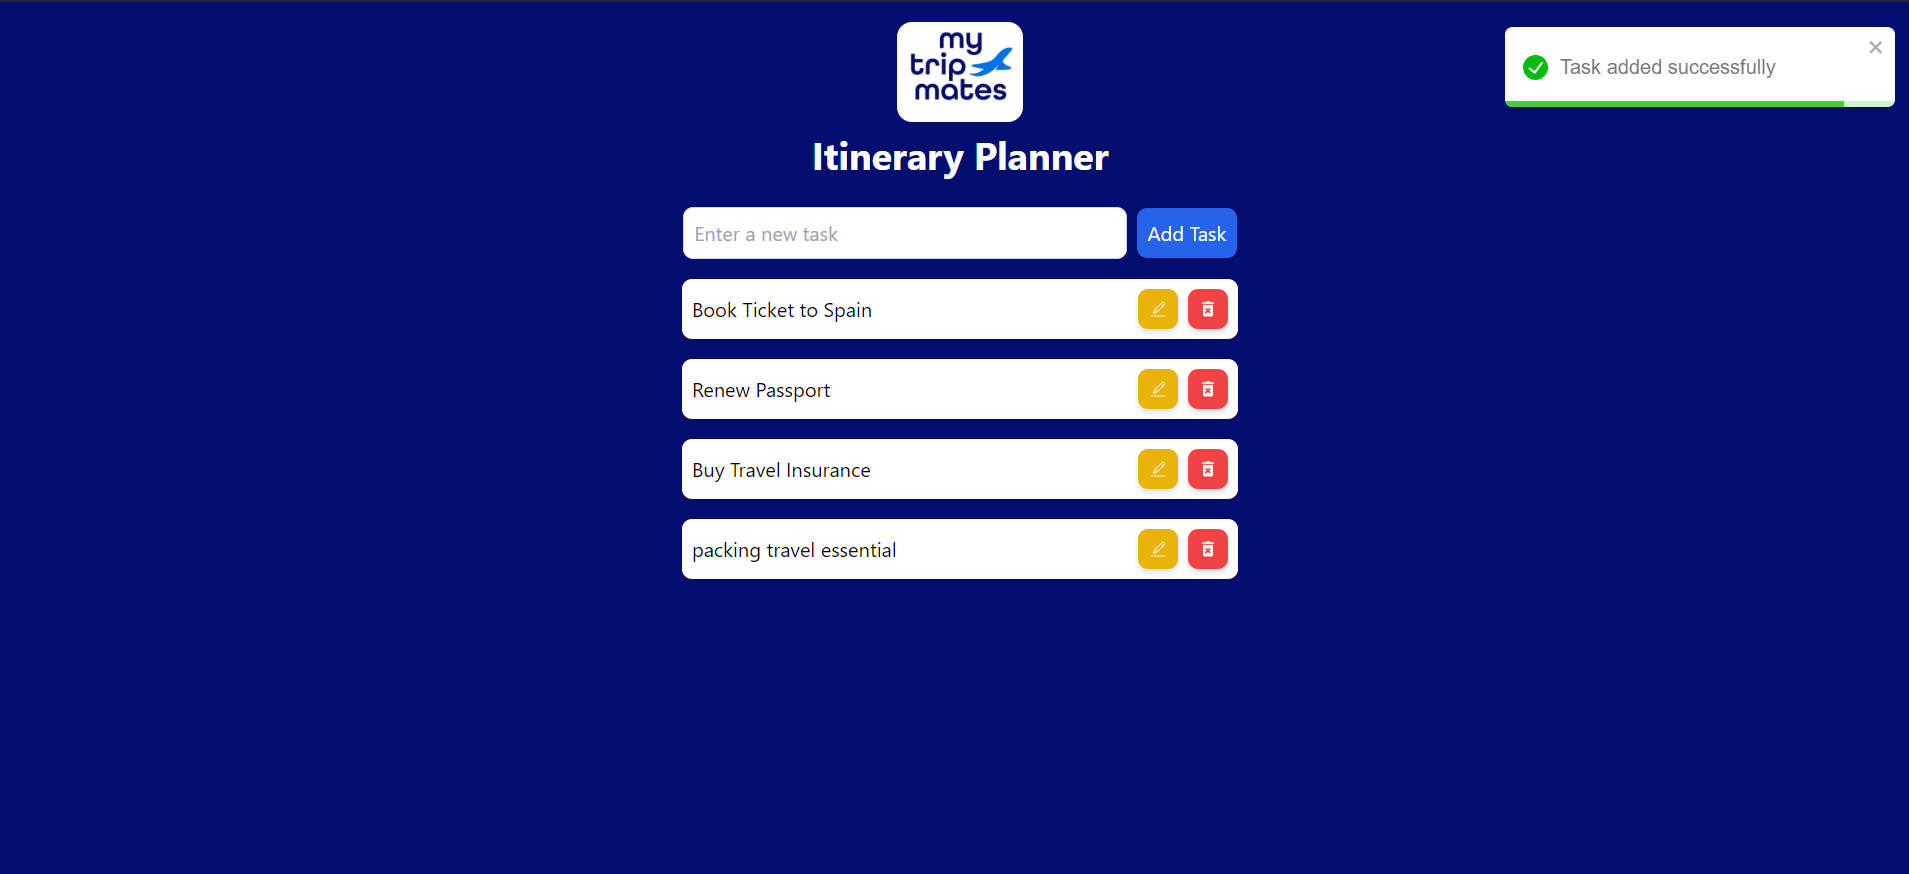 my
trip
mates
Task added successfully
Itinerary Planner
Enter a new task
Add Task
Book Ticket to Spain
Renew Passport
Buy Travel Insurance
packing travel essential